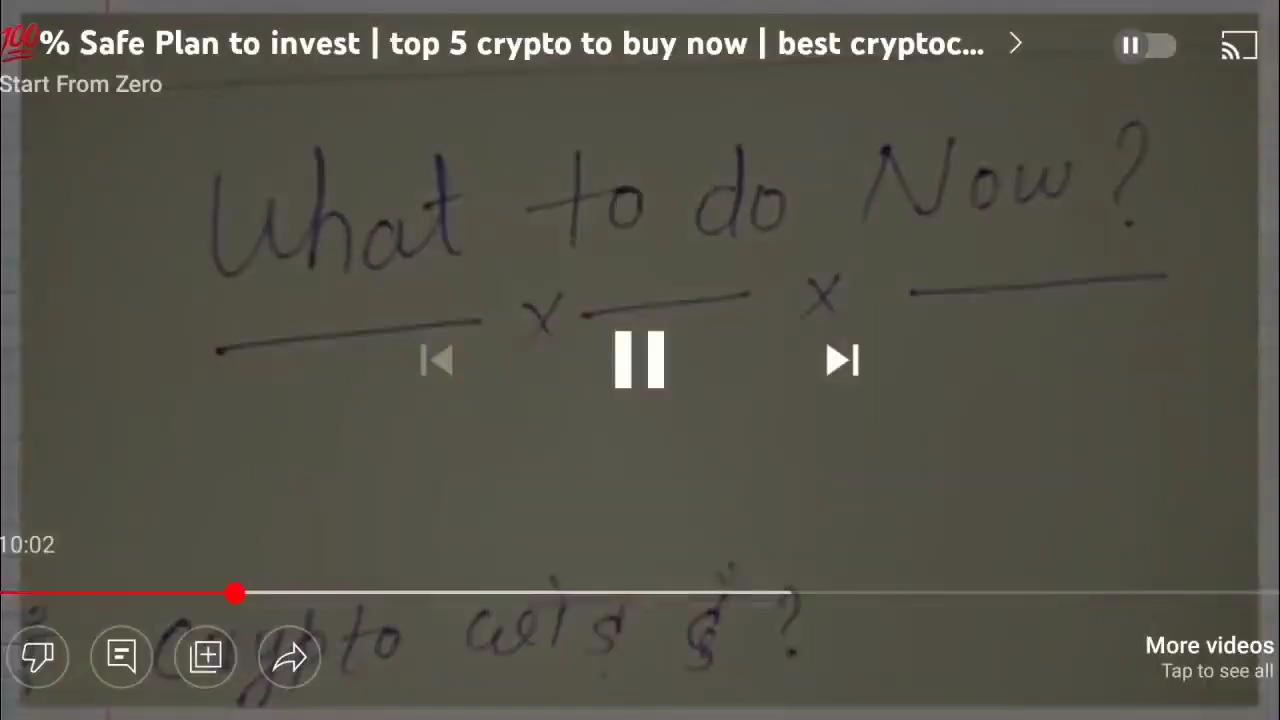 💯% Safe Plan to invest | top 5 crypto to buy now | best cryptoc...
Start From Zero
What to do Now?
10:02
Crypto
?
More videos
Tap to see all